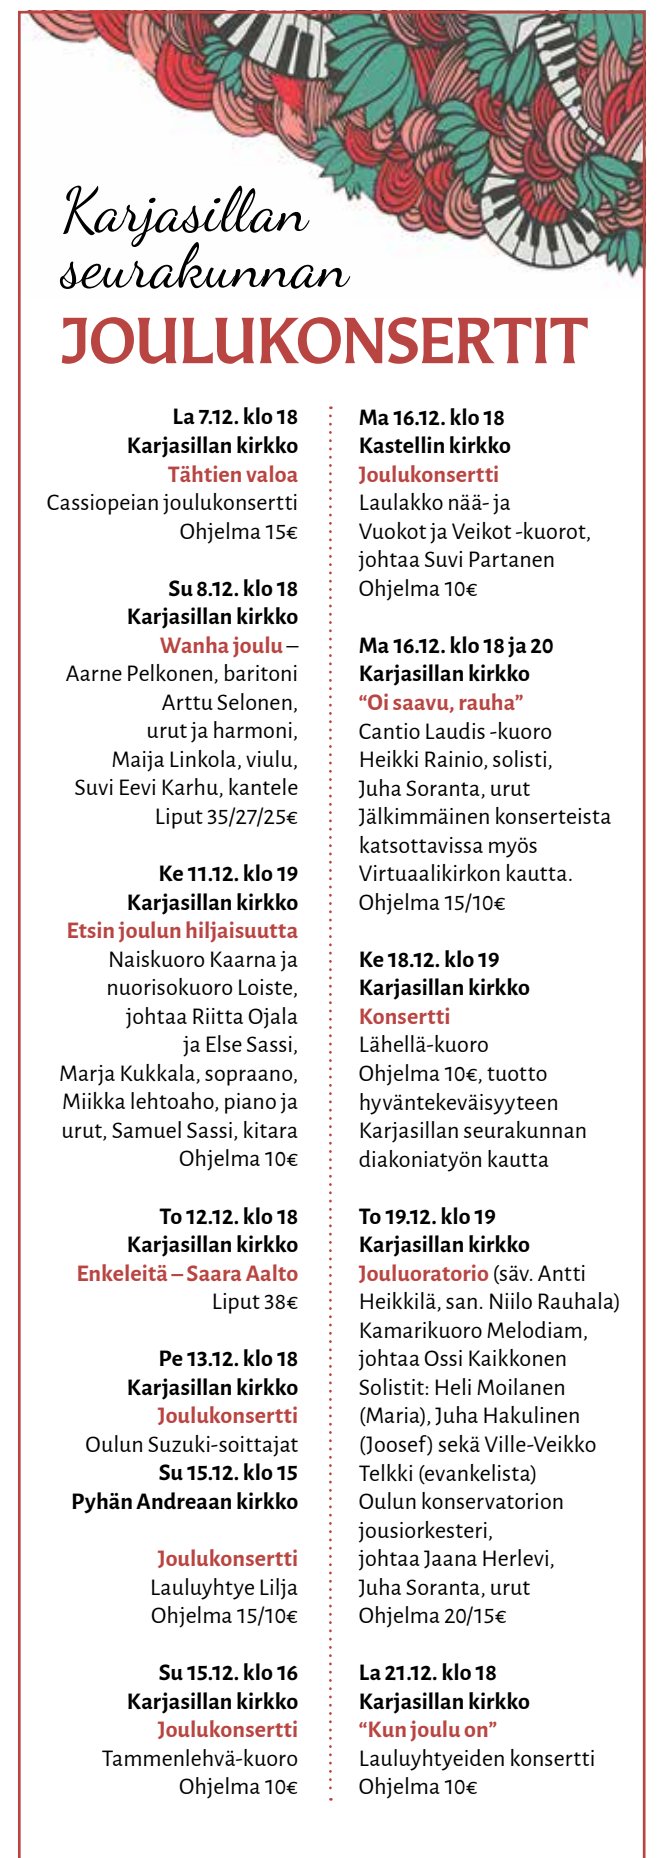 Karjasillan
seurakunnan
JOULUKONSERTIT
La 7.12. klo 18
Karjasillan kirkko
Tähtien valoa
Cassiopeian joulukonsertti
Ohjelma 15€
Su 8.12. klo 18
Karjasillan kirkko
Wanha joulu –
Aarne Pelkonen, baritoni
Arttu Selonen,
urut ja harmoni,
Maija Linkola, viulu,
Suvi Eevi Karhu, kantele
Liput 35/27/25€
Ke 11.12. klo 19
Karjasillan kirkko
Etsin joulun hiljaisuutta
Naiskuoro Kaarna ja
nuorisokuoro Loiste,
johtaa Riitta Ojala
ja Else Sassi,
Marja Kukkala, sopraano,
Miikka lehtoaho, piano ja
urut, Samuel Sassi, kitara
Ohjelma 10€
To 12.12. klo 18
Karjasillan kirkko
Enkeleitä – Saara Aalto
Liput 38€
Pe 13.12. klo 18
Karjasillan kirkko
Joulukonsertti
Oulun Suzuki-soittajat
Su 15.12. klo 15
Pyhän Andreaan kirkko
Joulukonsertti
Lauluyhtye Lilja
Ohjelma 15/10€
Su 15.12. klo 16
Karjasillan kirkko
Joulukonsertti
Tammenlehvä-kuoro
Ohjelma 10€
Ma 16.12. klo 18
Kastellin kirkko
Joulukonsertti
Laulakko nää- ja
Vuokot ja Veikot -kuorot,
johtaa Suvi Partanen
Ohjelma 10€
Ma 16.12. klo 18 ja 20
Karjasillan kirkko
“Oi saavu, rauha”
Cantio Laudis -kuoro
Heikki Rainio, solisti,
Juha Soranta, urut
Jälkimmäinen konserteista
katsottavissa myös
Virtuaalikirkon kautta.
Ohjelma 15/10€
Ke 18.12. klo 19
Karjasillan kirkko
Konsertti
Lähellä-kuoro
Ohjelma 10€, tuotto
hyväntekeväisyyteen
Karjasillan seurakunnan
diakoniatyön kautta
To 19.12. klo 19
Karjasillan kirkko
Jouluoratorio (säv. Antti
Heikkilä, san. Niilo Rauhala)
Kamarikuoro Melodiam,
johtaa Ossi Kaikkonen
Solistit: Heli Moilanen
(Maria), Juha Hakulinen
(Joosef) sekä Ville-Veikko
Telkki (evankelista)
Oulun konservatorion
jousiorkesteri,
johtaa Jaana Herlevi,
Juha Soranta, urut
Ohjelma 20/15€
La 21.12. klo 18
Karjasillan kirkko
“Kun joulu on”
Lauluyhtyeiden konsertti
Ohjelma 10€